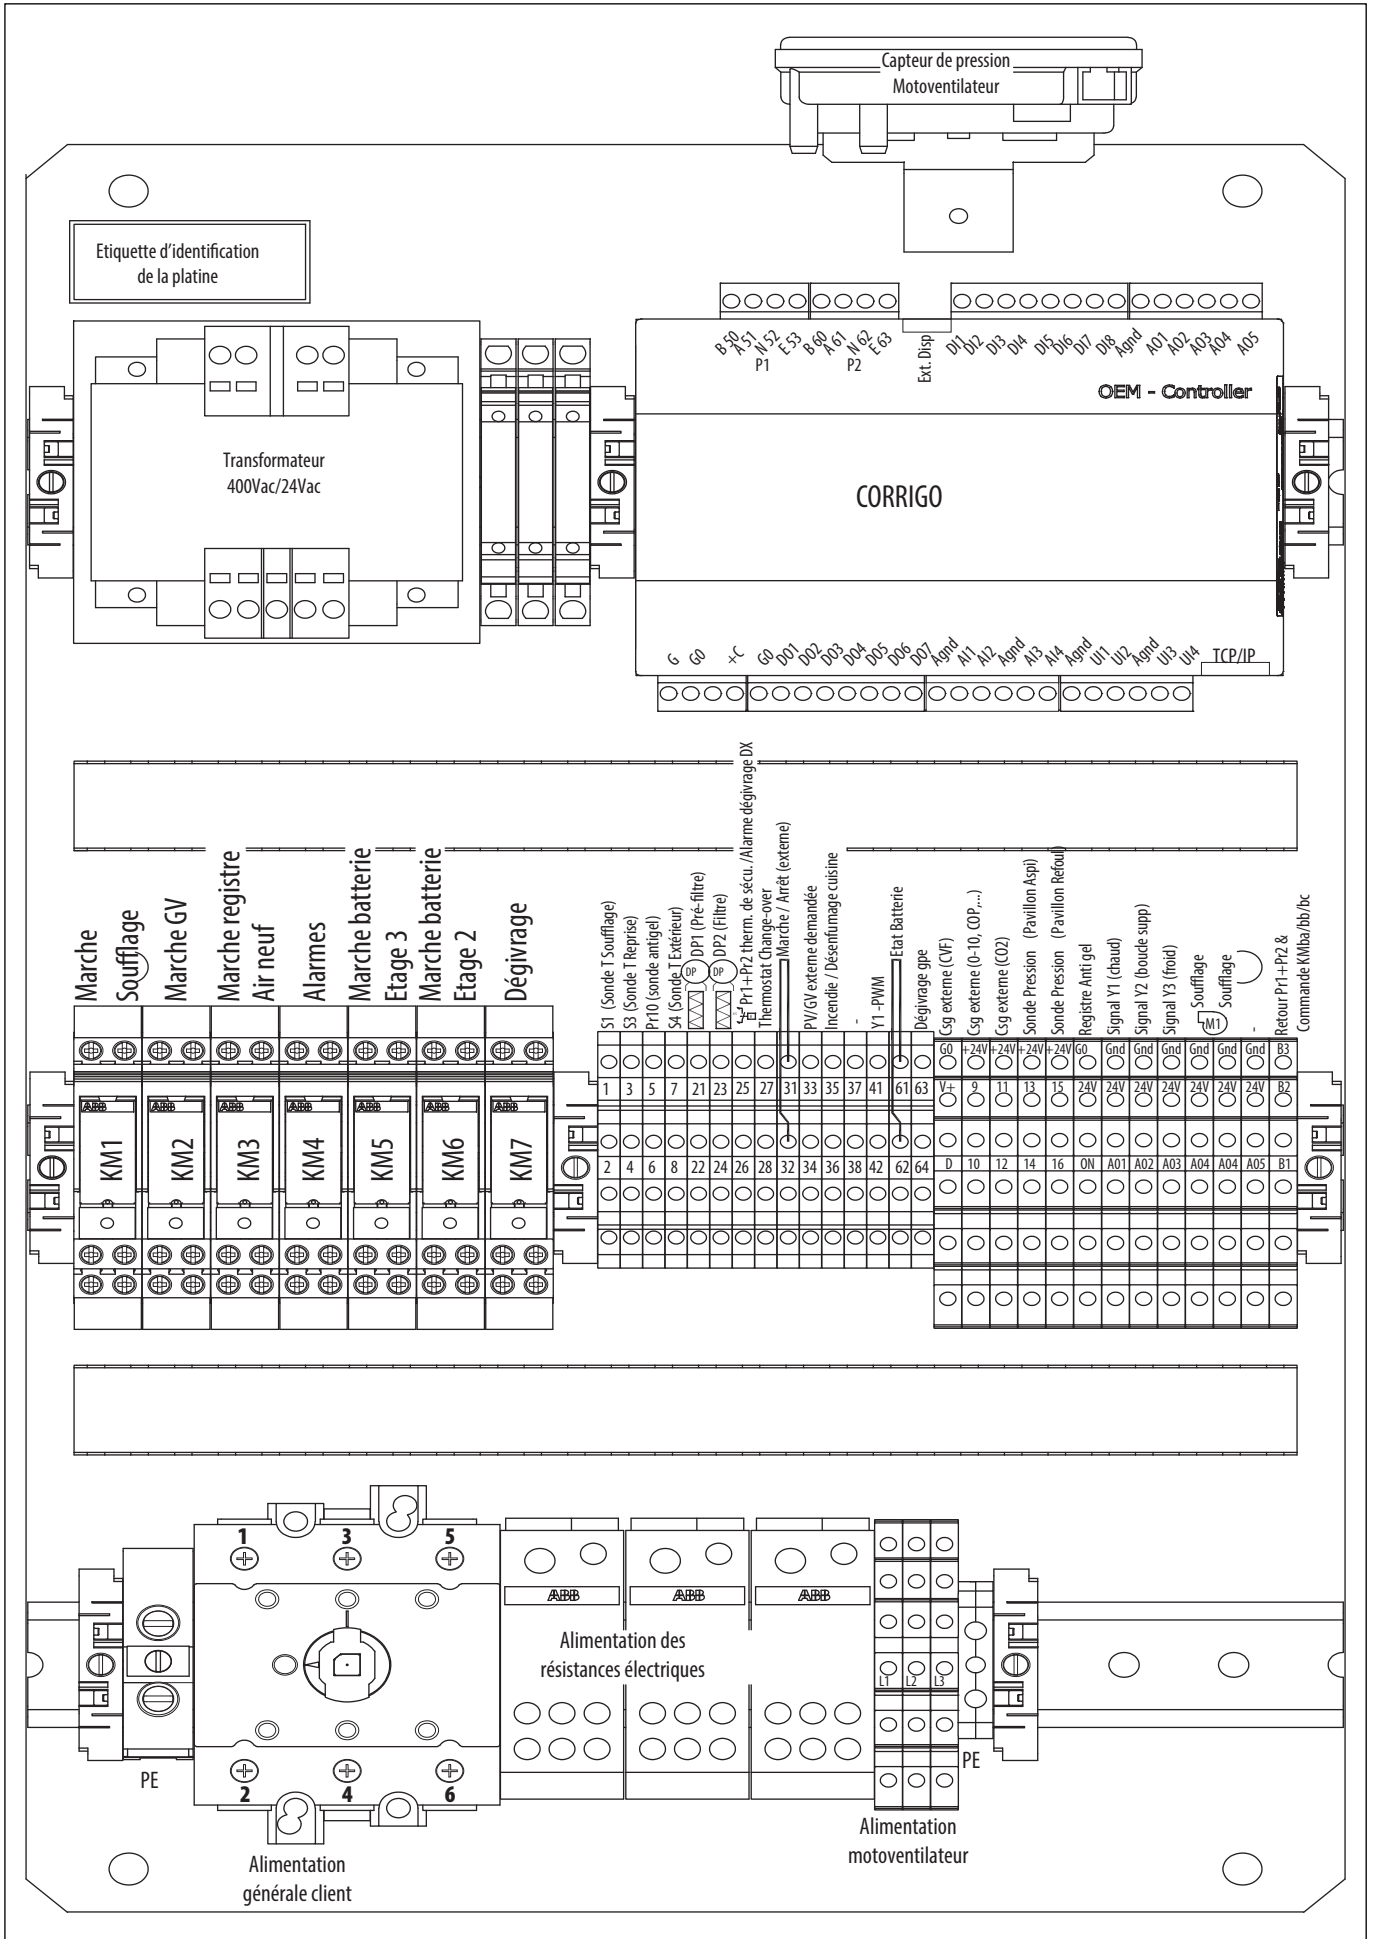 Capteur de pression
Motoventilateur
Etiquette d'identification
de la platine
B 50 A 51 N 52 E 53 B 60 A 61 N 62 E 63 Ext. Disp DI1 DI2 DI3 DI4 DI5 DI6 DI7 DI8 Agnd AO1 AO2 AO3 AO4 AO5
P1 P2
OEM - Controller
Transformateur
400Vac/24Vac
CORRIGO
G G0 +C G0 DO1 DO2 DO3 DO4 DO5 DO6 DO7 Agnd AI1 AI2 Agnd AI3 AI4 Agnd UI1 UI2 Agnd UI3 UI4 TCP/IP
Marche
Soufflage
Marche GV
Marche registre
Air neuf
Alarmes
Marche batterie
Etage 3
Marche batterie
Etage 2
Dégivrage
S1 (Sonde T Soufflage)
S3 (Sonde T Reprise)
Pr10 (sonde antigel)
S4 (Sonde T Extérieur)
DP DP1 (Pré-filtre)
DP DP2 (Filtre)
Pr1+Pr2 therm. de sécu. /Alarme dégivrage DX
Thermostat Change-over
Marche / Arrêt (externe)
PV/GV externe demandée
Incendie / Désenfumage cuisine
-
Y1 -PWM
Etat Batterie
Dégivrage gpe
Csg externe (CVF)
Csg externe (0-10, COP,...)
Csg externe (CO2)
Sonde Pression (Pavillon Aspi)
Sonde Pression (Pavillon Refoul)
Registre Anti gel
Signal Y1 (chaud)
Signal Y2 (boude supp)
Signal Y3 (froid)
Soufflage
M1
Soufflage
-
Retour Pr1+Pr2 &
Commande KMba/bb/bc
G0 +24V +24V +24V +24V G0 Gnd Gnd Gnd Gnd Gnd Gnd B3
1 3 5 7 21 23 25 27 31 33 35 37 41 61 63 V+ 9 11 13 15 24V 24V 24V 24V 24V 24V 24V B2
ABB ABB ABB ABB ABB ABB ABB
KM1 KM2 KM3 KM4 KM5 KM6 KM7
2 4 6 8 22 24 26 28 32 34 36 38 42 62 64 D 10 12 14 16 ON A01 A02 A03 A04 A04 A05 B1
1 3 5
ABB ABB ABB
Alimentation des
résistances électriques
L1 L2 L3
PE
PE
2 4 6
Alimentation
motoventilateur
Alimentation
générale client